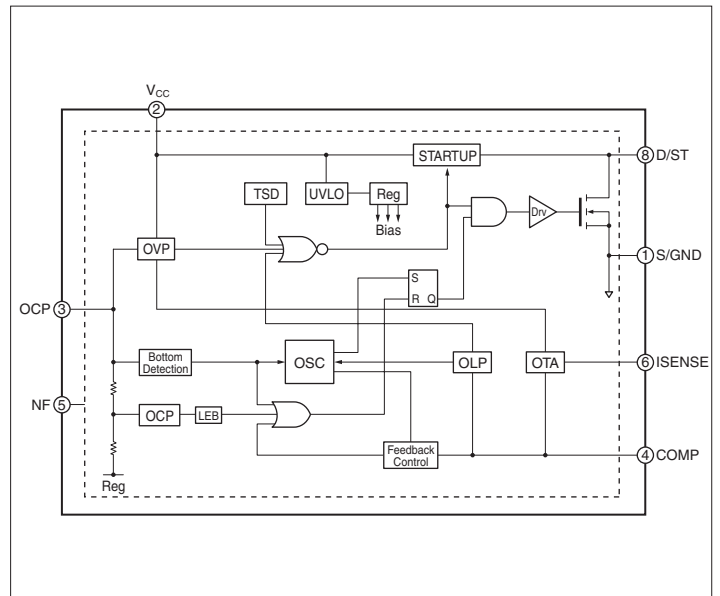 VCC
②
STARTUP
⑧ D/ST
TSD
UVLO
Reg
Drv
Bias
OVP
① S/GND
S
R Q
OCP ③
Bottom
Detection
OSC
OLP
OTA
⑥ ISENSE
NF ⑤
OCP
LEB
Feedback
Control
④ COMP
Reg